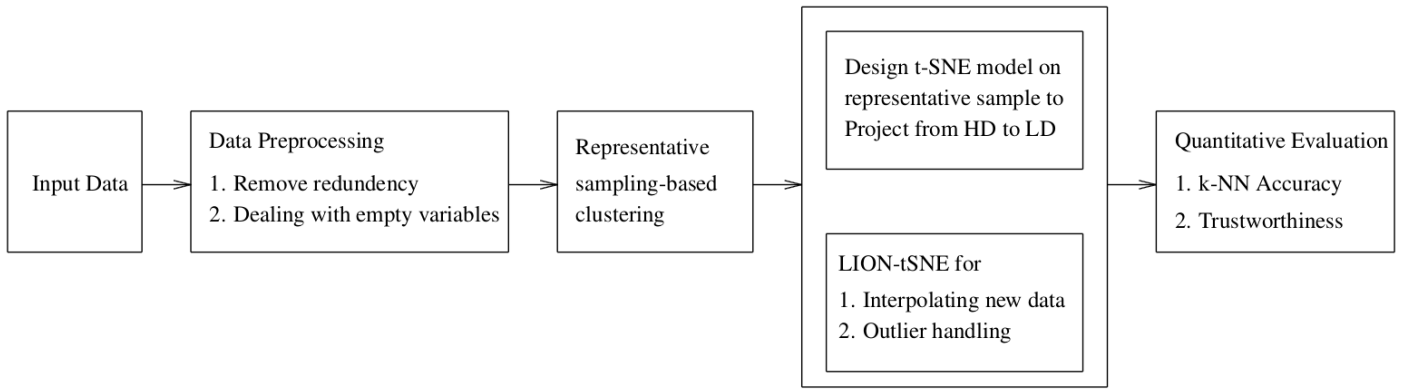 Input Data
Data Preprocessing
1. Remove redundency
2. Dealing with empty variables
Representative
sampling-based
clustering
Design t-SNE model on
representative sample to
Project from HD to LD
LION-tSNE for
1. Interpolating new data
2. Outlier handling
Quantitative Evaluation
1. k-NN Accuracy
2. Trustworthiness